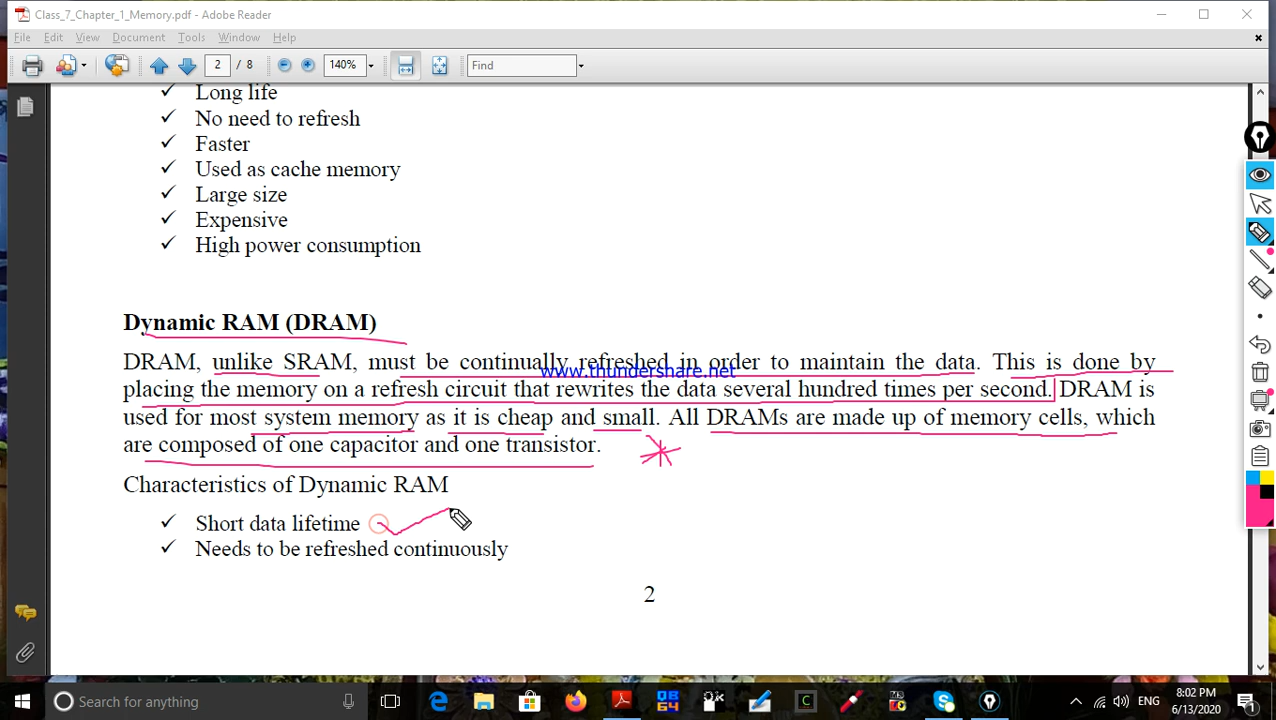 Class_7_Chapter_1_Memory.pdf - Adobe Reader
File Edit View Document Tools Window Help
2 / 8 140% Find
Long life
No need to refresh
Faster
Used as cache memory
Large size
Expensive
High power consumption
Dynamic RAM (DRAM)
DRAM, unlike SRAM, must be continually refreshed in order to maintain the data. This is done by
www.thundershare.net
placing the memory on a refresh circuit that rewrites the data several hundred times per second. DRAM is
used for most system memory as it is cheap and small. All DRAMs are made up of memory cells, which
are composed of one capacitor and one transistor.
Characteristics of Dynamic RAM
Short data lifetime
Needs to be refreshed continuously
2
Search for anything
ENG
8:02 PM
6/13/2020